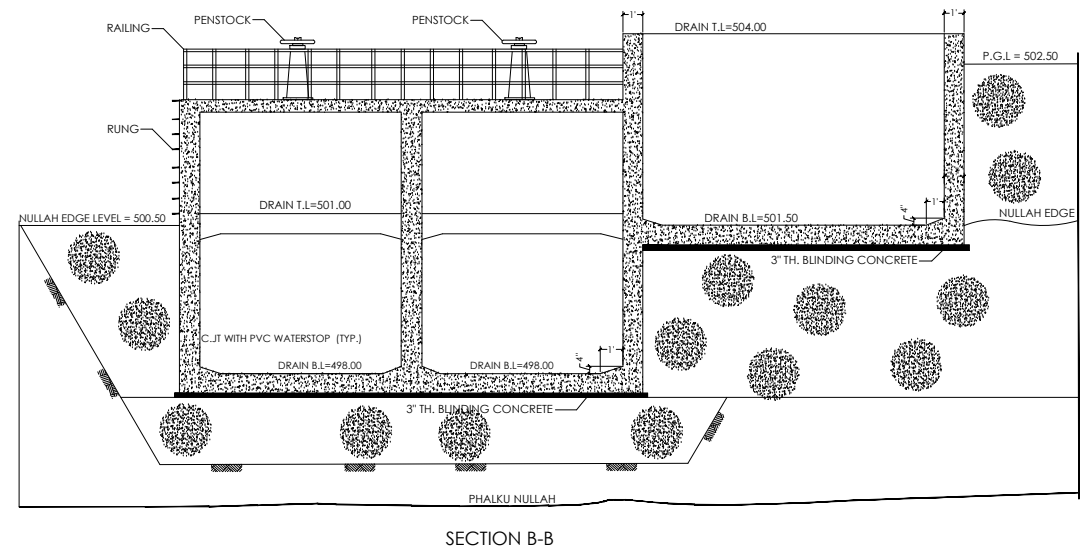 1'
1'
PENSTOCK
PENSTOCK
RAILING
DRAIN T.L=504.00
P.G.L = 502.50
RUNG
DRAIN T.L=501.00
1'
4"
NULLAH EDGE LEVEL = 500.50
DRAIN B.L=501.50
NULLAH EDGE
3" TH. BLINDING CONCRETE
C.JT WITH PVC WATERSTOP (TYP.)
1'
4"
DRAIN B.L=498.00
DRAIN B.L=498.00
3" TH. BLINDING CONCRETE
PHALKU NULLAH
SECTION B-B